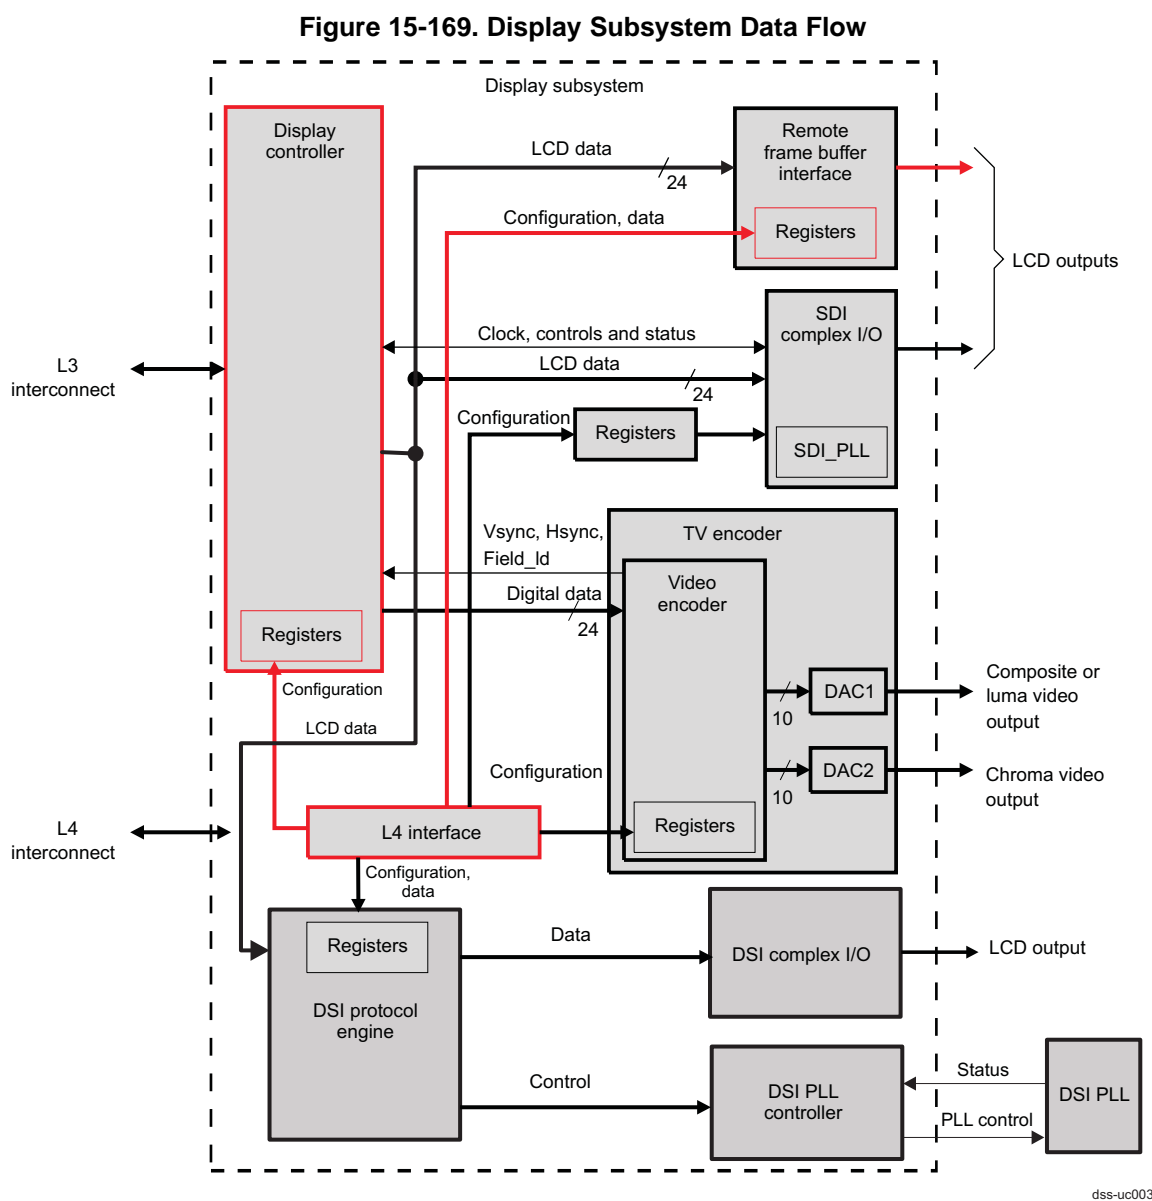 Figure 15-169. Display Subsystem Data Flow
Display subsystem
Display
controller
LCD data
24
Remote
frame buffer
interface
Configuration, data
Registers
LCD outputs
SDI
complex I/O
Clock, controls and status
L3
interconnect
LCD data
24
Configuration
Registers
SDI_PLL
Vsync, Hsync,
Field_Id
TV encoder
Video
encoder
Digital data
24
Registers
Configuration
DAC1
10
Composite or
luma video
output
LCD data
Configuration
DAC2
10
Chroma video
output
L4
interconnect
L4 interface
Registers
Configuration,
data
Registers
DSI protocol
engine
Data
DSI complex I/O
LCD output
Control
DSI PLL
controller
Status
PLL control
DSI PLL
dss-uc003